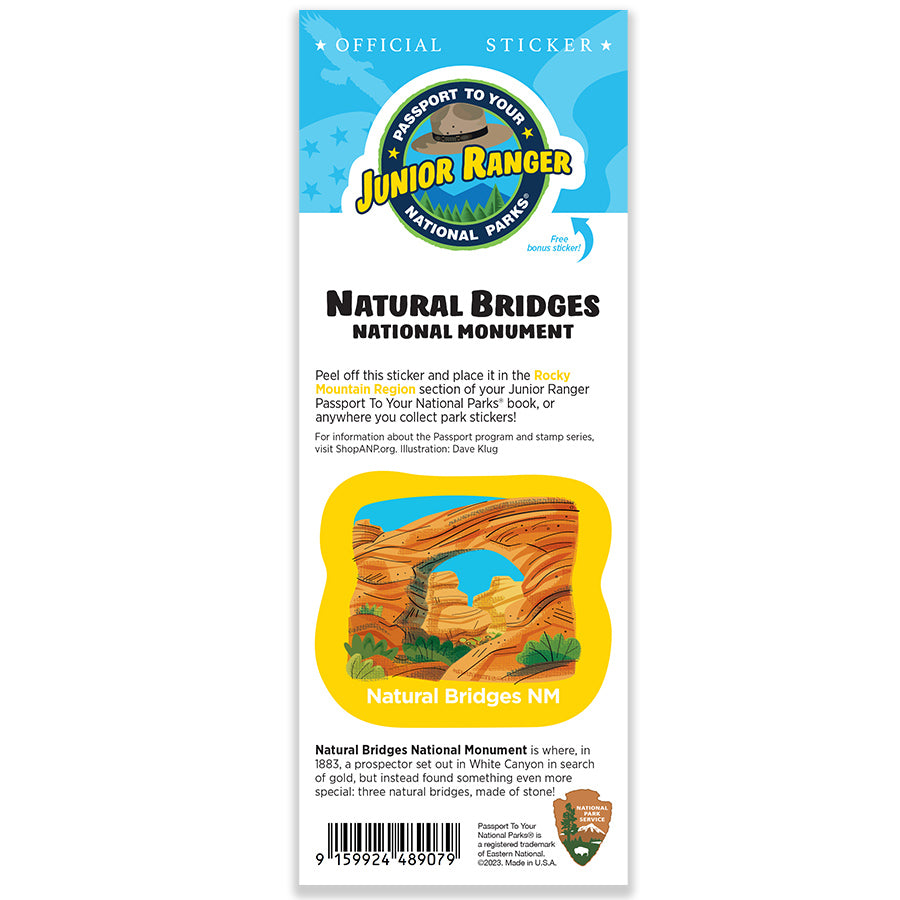 ★ OFFICIAL STICKER ★
PASSPORT TO YOUR
JUNIOR RANGER
NATIONAL PARKS®
Free
bonus sticker!
NATURAL BRIDGES
NATIONAL MONUMENT
Peel off this sticker and place it in the Rocky
Mountain Region section of your Junior Ranger
Passport To Your National Parks® book, or
anywhere you collect park stickers!
For information about the Passport program and stamp series,
visit ShopANP.org. Illustration: Dave Klug
Natural Bridges NM
Natural Bridges National Monument is where, in
1883, a prospector set out in White Canyon in search
of gold, but instead found something even more
special: three natural bridges, made of stone!
NATIONAL
PARK
SERVICE
9 159924 489079
Passport To Your
National Parks® is
a registered trademark
of Eastern National.
©2023. Made in U.S.A.